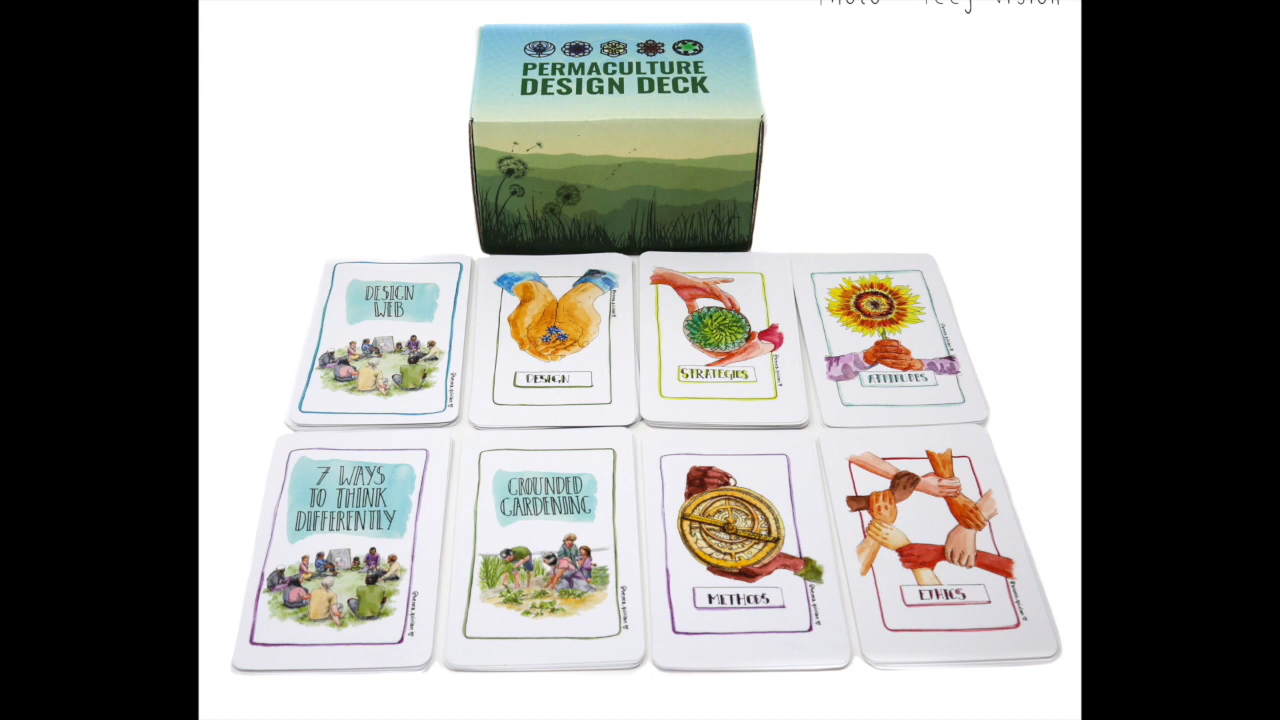 PERMACULTURE
DESIGN DECK
DESIGN
WEB
DESIGN
STRATEGIES
ATTITUDES
7 WAYS
TO THINK
DIFFERENTLY
GROUNDED
GARDENING
METHODS
ETHICS